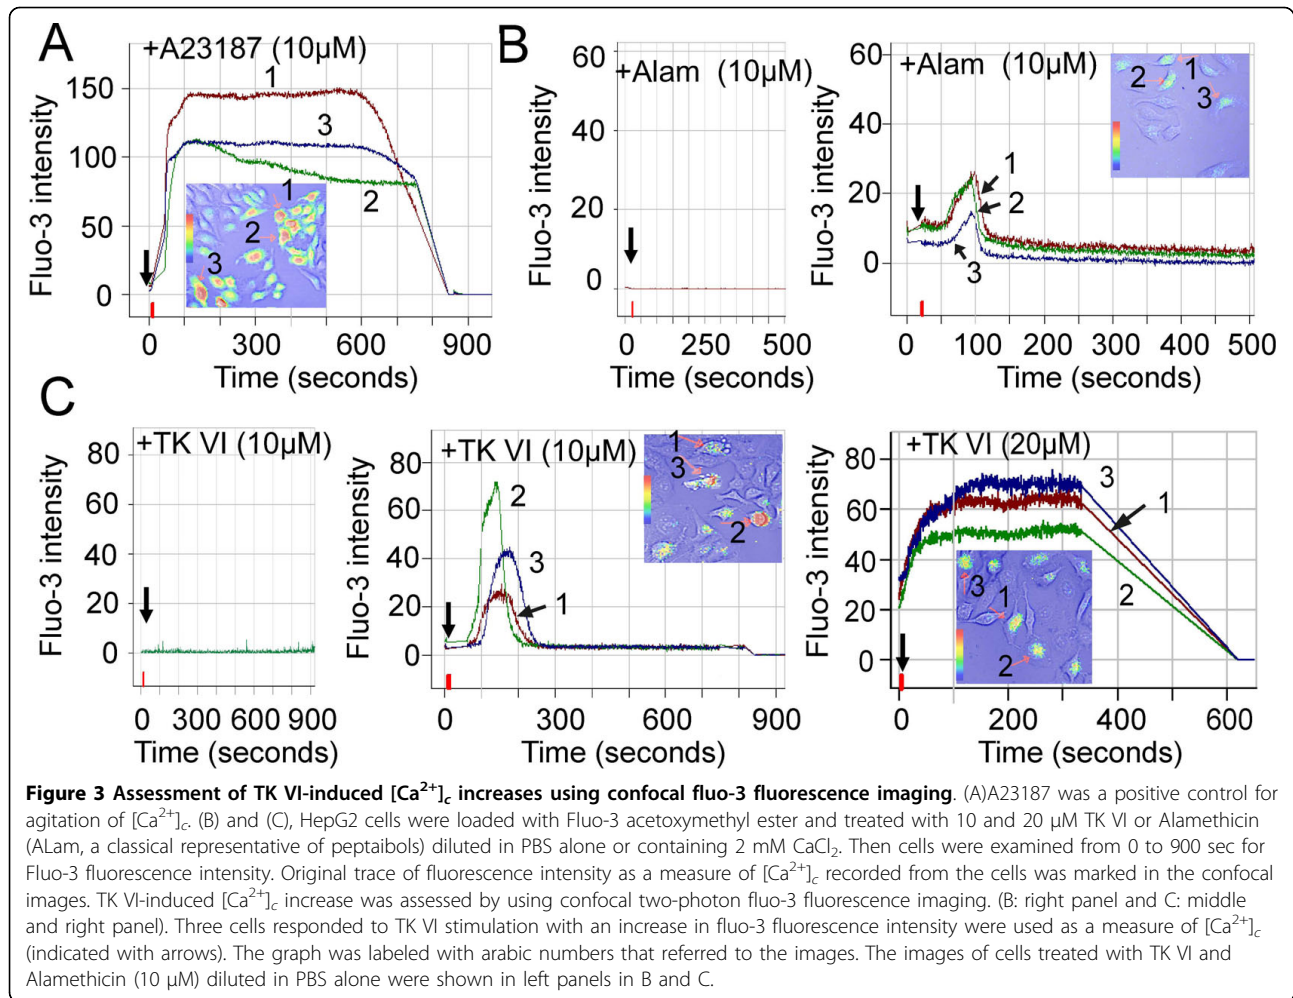 A
+A23187 (10µM)
Fluo-3 intensity
150
100
50
0
1
3
2
1
2
3
0 300 600 900
Time (seconds)
B
+Alam (10µM)
Fluo-3 intensity
60
40
20
0
0 250 500
Time (seconds)
+Alam (10µM)
Fluo-3 intensity
60
40
20
0
1
2
3
2
1
3
0 100 200 300 400 500
Time (seconds)
C
+TK VI (10µM)
Fluo-3 intensity
80
60
40
20
0
0 300 600 900
Time (seconds)
+TK VI (10µM)
Fluo-3 intensity
80
60
40
20
0
2
3
1
1
3
2
0 300 600 900
Time (seconds)
+TK VI (20µM)
Fluo-3 intensity
80
60
40
20
0
3
1
2
3
1
2
0 200 400 600
Time (seconds)
Figure 3 Assessment of TK VI-induced [Ca2+]c increases using confocal fluo-3 fluorescence imaging. (A)A23187 was a positive control for
agitation of [Ca2+]c. (B) and (C), HepG2 cells were loaded with Fluo-3 acetoxymethyl ester and treated with 10 and 20 µM TK VI or Alamethicin
(ALam, a classical representative of peptaibols) diluted in PBS alone or containing 2 mM CaCl2. Then cells were examined from 0 to 900 sec for
Fluo-3 fluorescence intensity. Original trace of fluorescence intensity as a measure of [Ca2+]c recorded from the cells was marked in the confocal
images. TK VI-induced [Ca2+]c increase was assessed by using confocal two-photon fluo-3 fluorescence imaging. (B: right panel and C: middle
and right panel). Three cells responded to TK VI stimulation with an increase in fluo-3 fluorescence intensity were used as a measure of [Ca2+]c
(indicated with arrows). The graph was labeled with arabic numbers that referred to the images. The images of cells treated with TK VI and
Alamethicin (10 µM) diluted in PBS alone were shown in left panels in B and C.